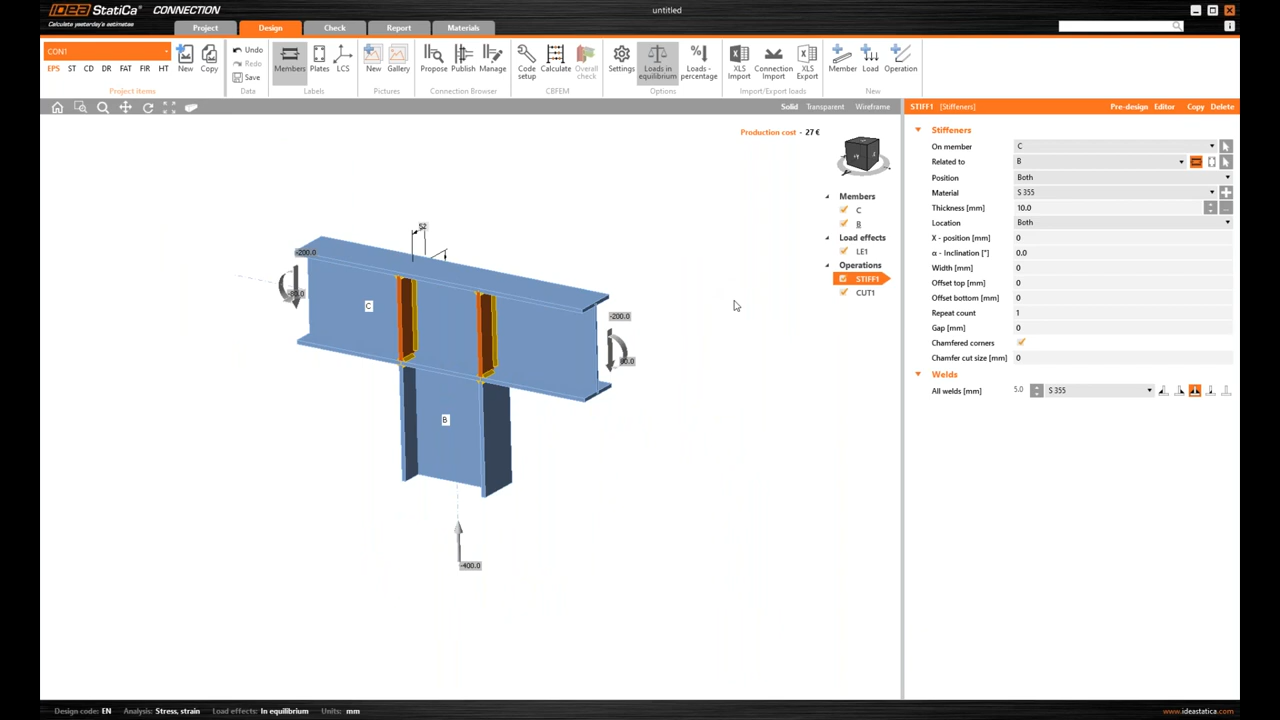 IDEA StatiCa® CONNECTION
Calculate yesterday's estimates
untitled
Project Design Check Report Materials
CON1
EPS ST CD DR FAT FIR HT
New Copy
Project items
Undo
Redo
Save
Data
Members Plates LCS
Labels
New Gallery
Pictures
Propose Publish Manage
Connection Browser
Code setup Calculate Overall check
CBFEM
Settings Loads in equilibrium Loads - percentage
Options
XLS Import Connection Import XLS Export
Import/Export loads
Member Load Operation
New
Solid Transparent Wireframe
STIFF1 [Stiffeners] Pre-design Editor Copy Delete
Production cost - 27 €
Members
C
B
Load effects
LE1
Operations
STIFF1
CUT1
52
-200.0
-80.0
C
-200.0
80.0
B
-400.0
Stiffeners
On member C
Related to B
Position Both
Material S 355
Thickness [mm] 10.0
Location Both
X - position [mm] 0
α - Inclination [°] 0.0
Width [mm] 0
Offset top [mm] 0
Offset bottom [mm] 0
Repeat count 1
Gap [mm] 0
Chamfered corners
Chamfer cut size [mm] 0
Welds
All welds [mm] 5.0 S 355
Design code: EN Analysis: Stress, strain Load effects: In equilibrium Units: mm
www.ideastatica.com